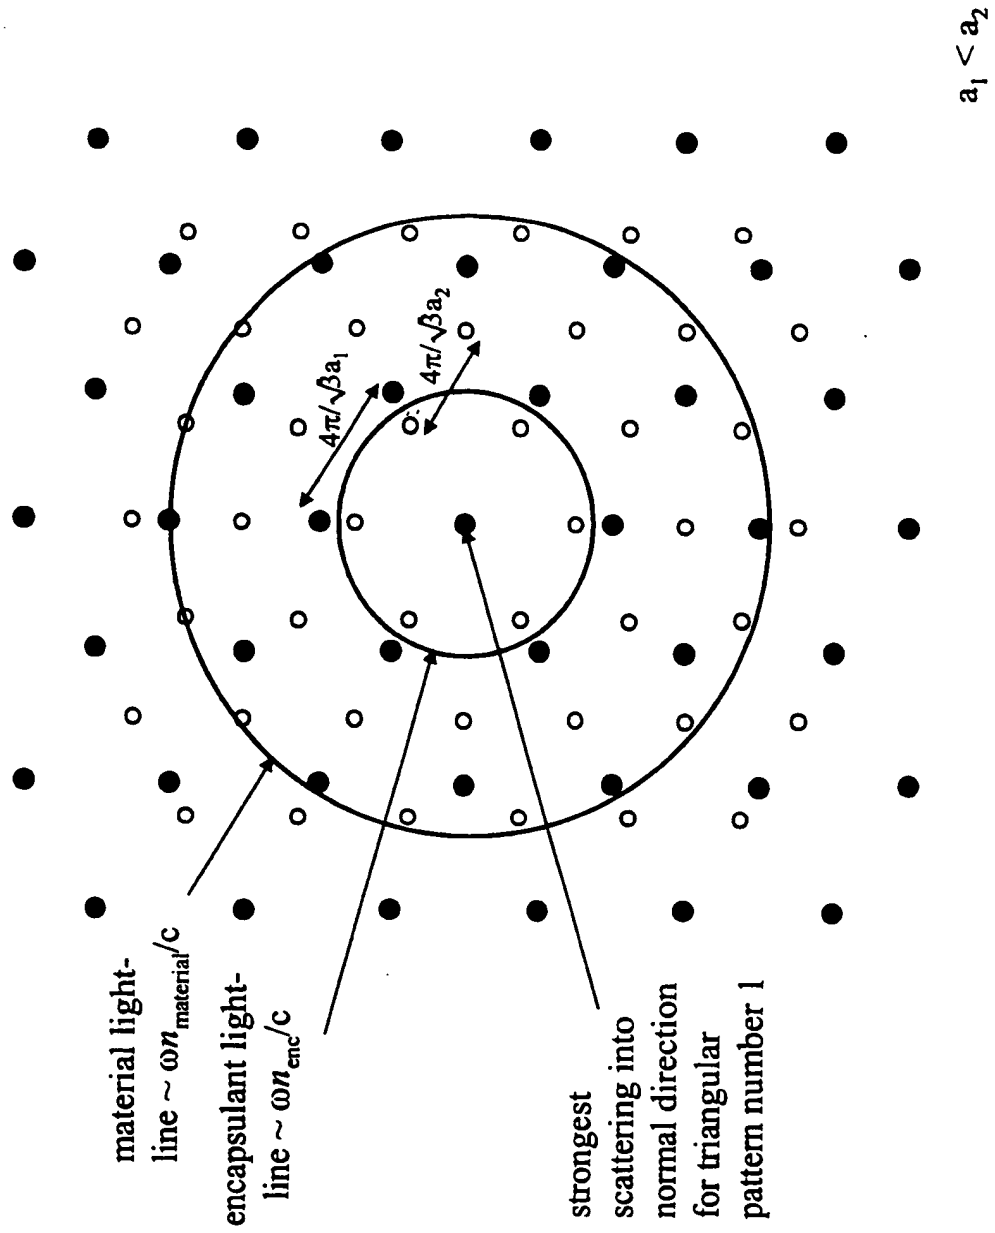 material light-
line ~ ωn_material/c
encapsulant light-
line ~ ωn_enc/c
strongest
scattering into
normal direction
for triangular
pattern number 1
4π/√3a₁
4π/√3a₂
a₁ < a₂